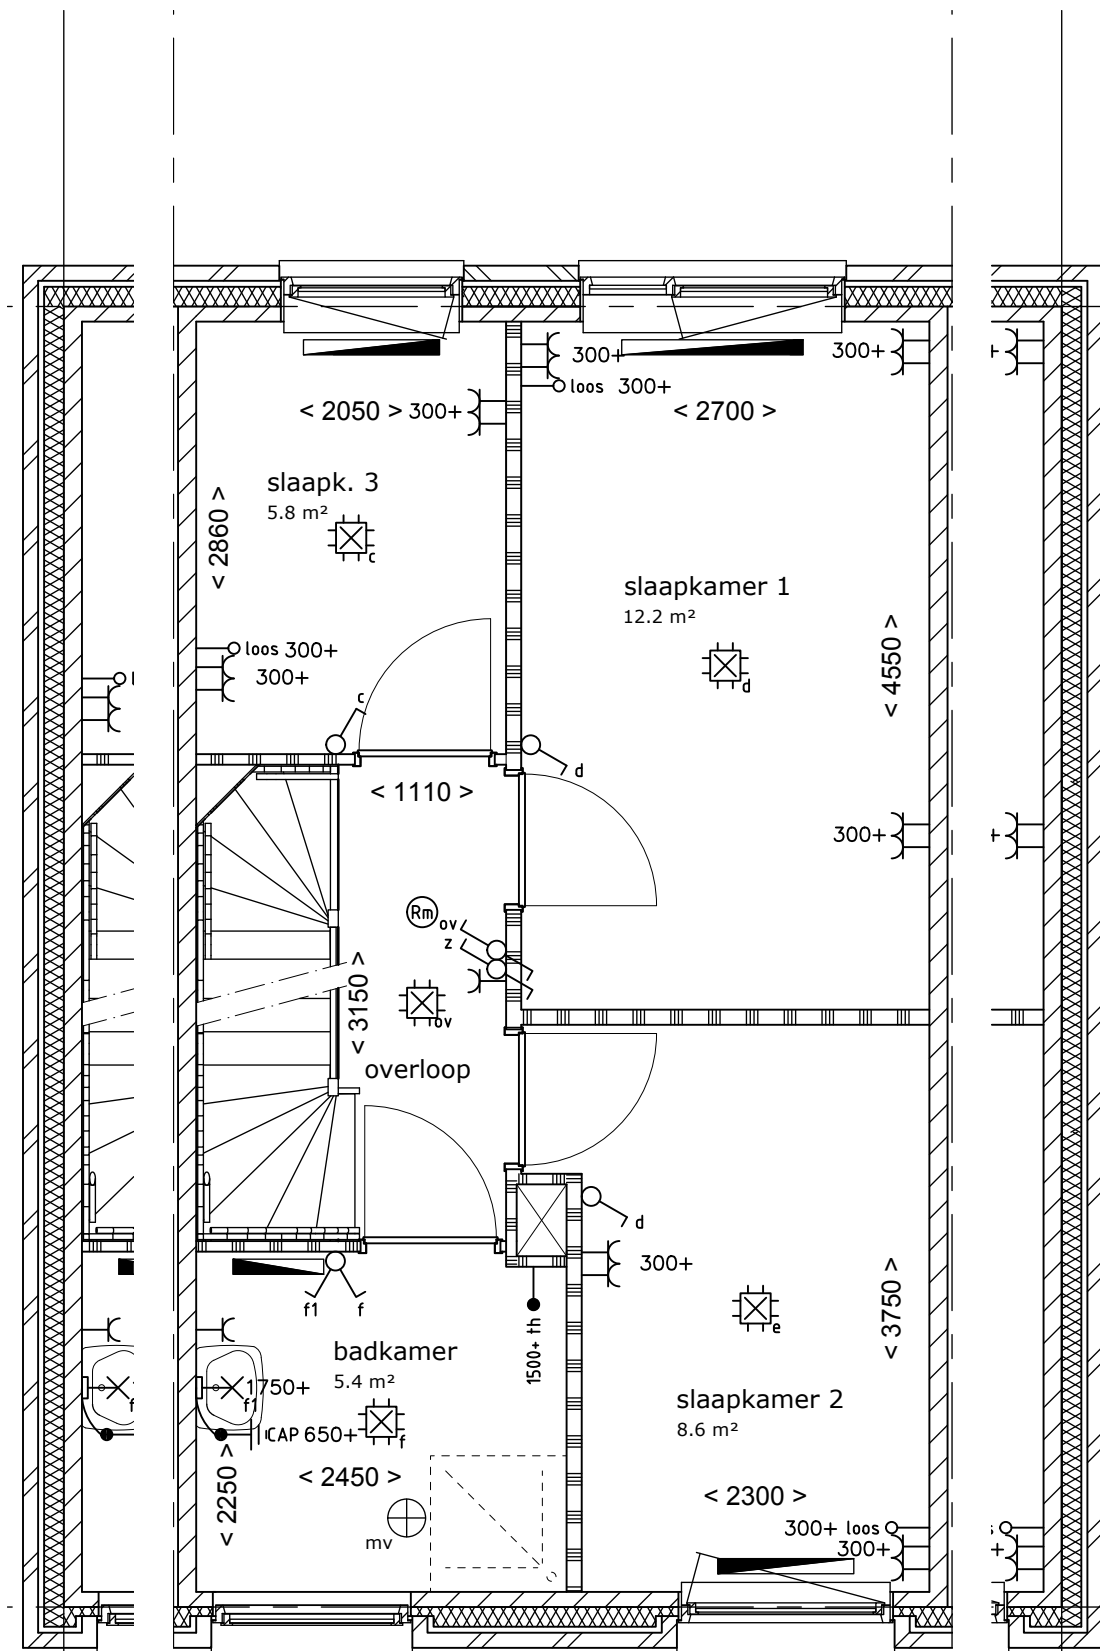 300+
300+
loos 300+
< 2050 > 300+
< 2700 >
slaapk. 3
5.8 m²
c
< 2860 >
slaapkamer 1
12.2 m²
d
< 4550 >
loos 300+
300+
c
d
< 1110 >
300+
Rm
ov
z
< 3150 >
ov
overloop
d
300+
f1 f
1500+ th
e
< 3750 >
badkamer
5.4 m²
1750+
f1
f
CAP 650+
f
slaapkamer 2
8.6 m²
< 2250 >
< 2450 >
< 2300 >
mv
300+ loos
300+